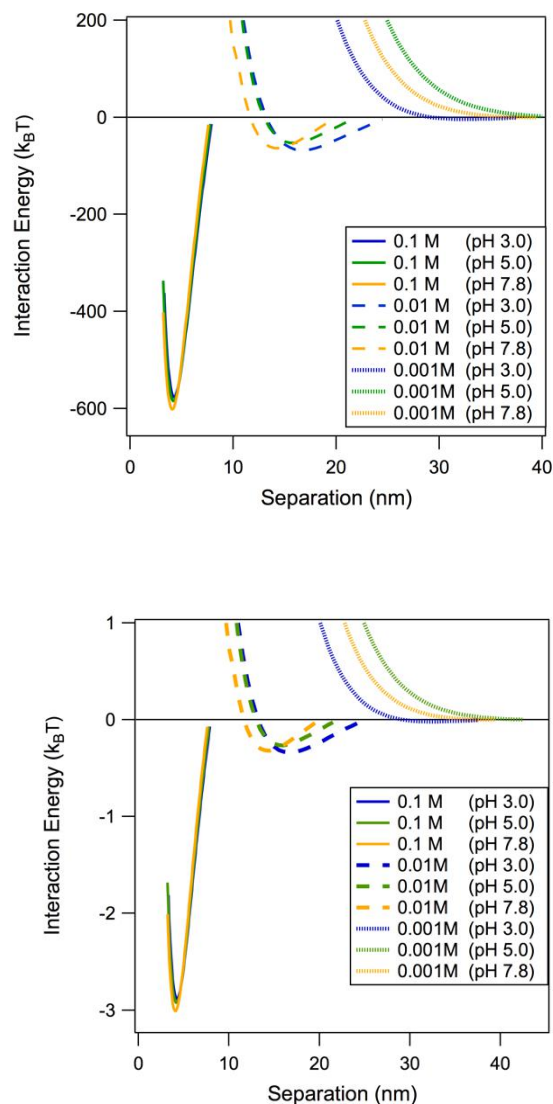 200
0
-200
-400
-600
Interaction Energy (kBT)
0.1 M (pH 3.0)
0.1 M (pH 5.0)
0.1 M (pH 7.8)
0.01 M (pH 3.0)
0.01 M (pH 5.0)
0.01 M (pH 7.8)
0.001M (pH 3.0)
0.001M (pH 5.0)
0.001M (pH 7.8)
0 10 20 30 40
Separation (nm)
1
0
-1
-2
-3
Interaction Energy (kBT)
0.1 M (pH 3.0)
0.1 M (pH 5.0)
0.1 M (pH 7.8)
0.01M (pH 3.0)
0.01M (pH 5.0)
0.01M (pH 7.8)
0.001M (pH 3.0)
0.001M (pH 5.0)
0.001M (pH 7.8)
0 10 20 30 40
Separation (nm)